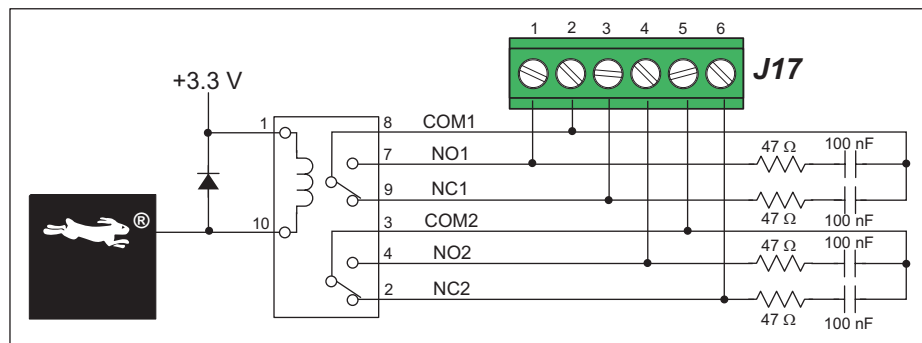 1 2 3 4 5 6
J17
+3.3 V
1
8 COM1
7 NO1
9 NC1
10
3 COM2
4 NO2
2 NC2
47 Ω 100 nF
47 Ω 100 nF
47 Ω 100 nF
47 Ω 100 nF
®